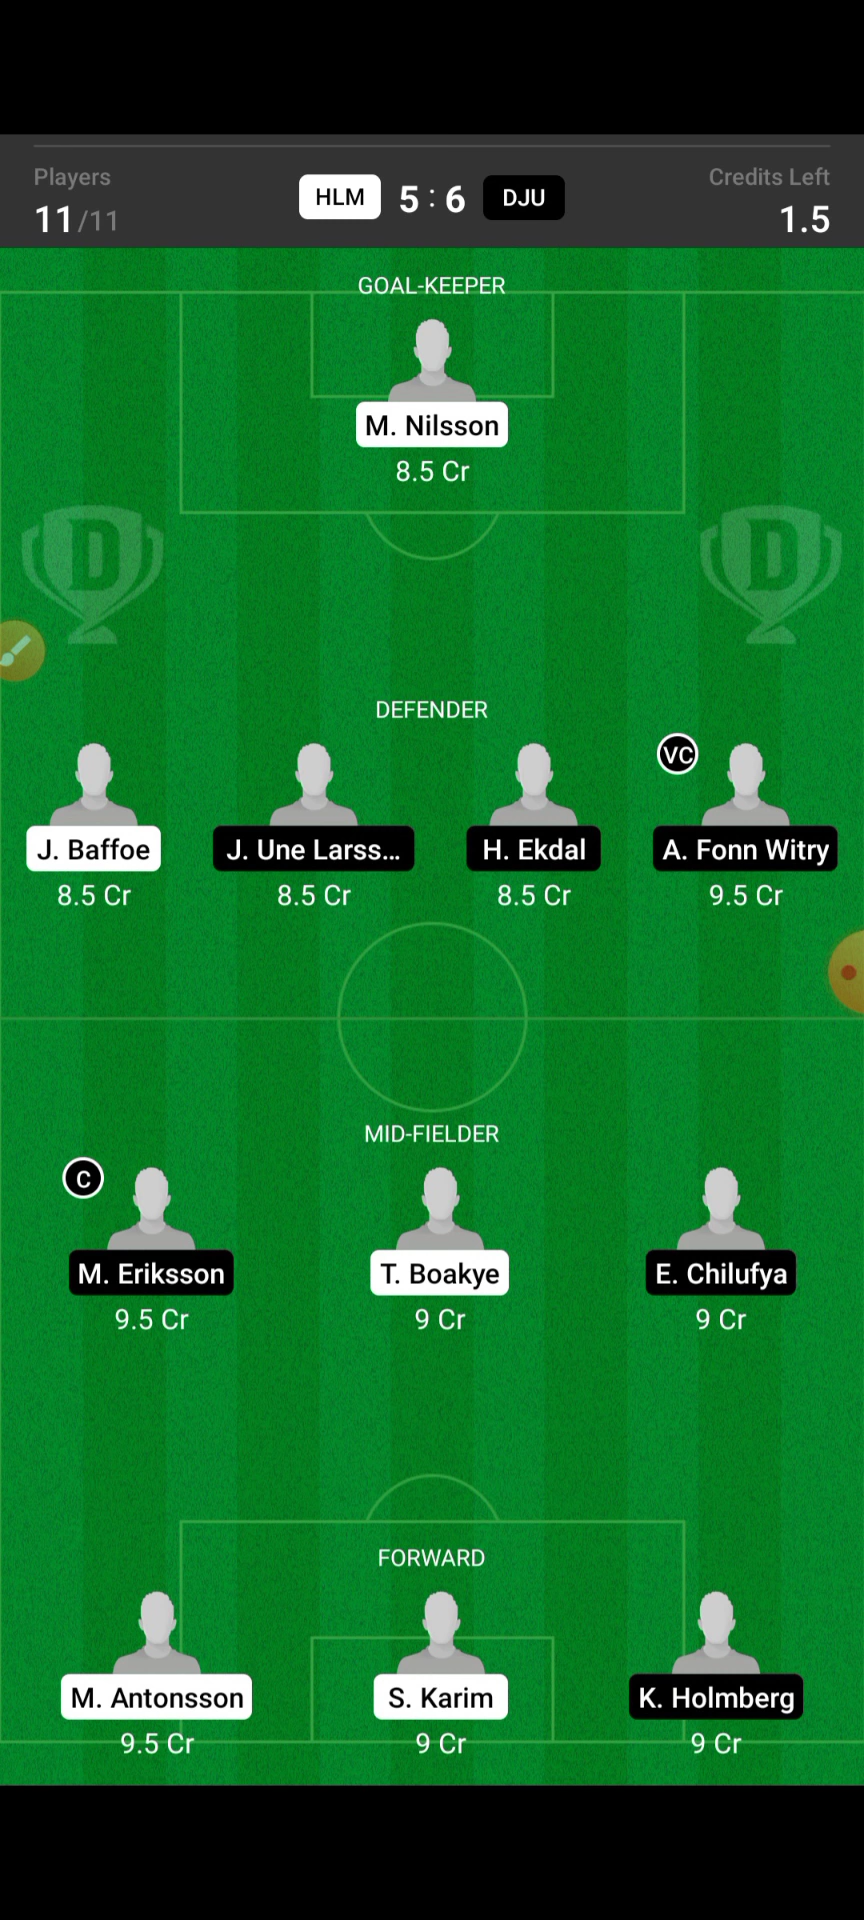 Players
11/11
HLM 5 : 6 DJU
Credits Left
1.5
GOAL-KEEPER
M. Nilsson
8.5 Cr
D D
DEFENDER
VC
J. Baffoe J. Une Larss... H. Ekdal A. Fonn Witry
8.5 Cr 8.5 Cr 8.5 Cr 9.5 Cr
MID-FIELDER
C
M. Eriksson T. Boakye E. Chilufya
9.5 Cr 9 Cr 9 Cr
FORWARD
M. Antonsson S. Karim K. Holmberg
9.5 Cr 9 Cr 9 Cr